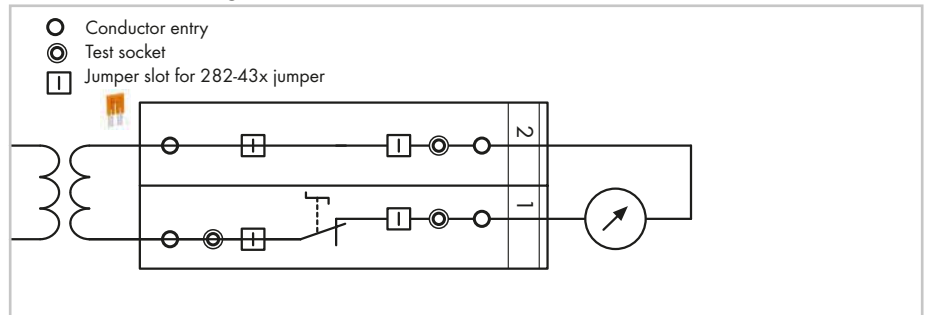 Conductor entry
Test socket
Jumper slot for 282-43x jumper
2
1